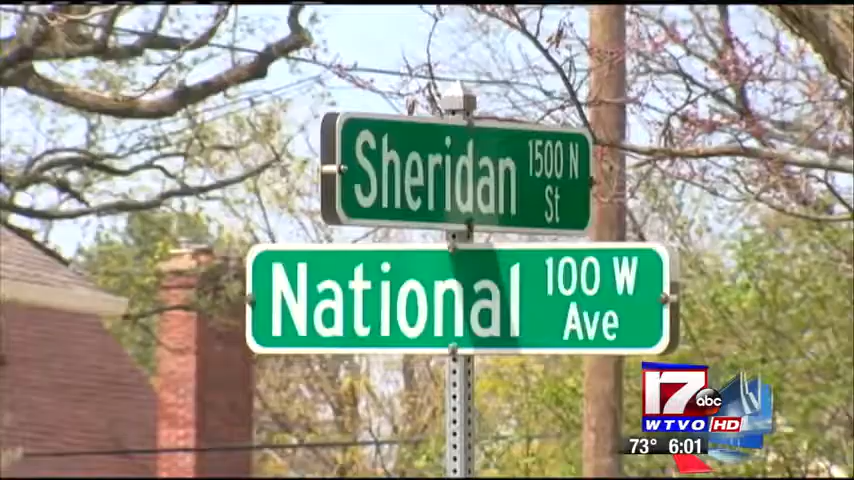 Sheridan 1500 N St
National 100 W Ave
17 abc
WTVO HD
73° 6:01